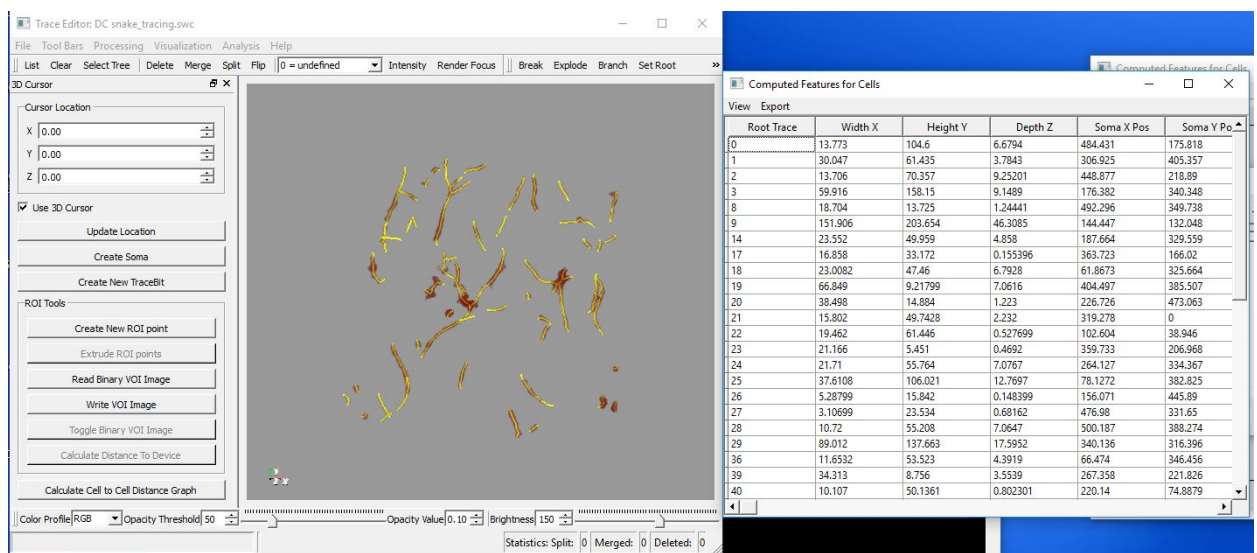 Trace Editor: DC snake_tracing.swc
File Tool Bars Processing Visualization Analysis Help
List Clear Select Tree Delete Merge Split Flip 0 = undefined Intensity Render Focus Break Explode Branch Set Root »
3D Cursor
Cursor Location
X 0.00
Y 0.00
Z 0.00
Use 3D Cursor
Update Location
Create Soma
Create New TraceBit
ROI Tools
Create New ROI point
Extrude ROI points
Read Binary VOI Image
Write VOI Image
Toggle Binary VOI Image
Calculate Distance To Device
Calculate Cell to Cell Distance Graph
Color Profile RGB Opacity Threshold 50 Opacity Value 0.10 Brightness 150
Statistics: Split: 0 Merged: 0 Deleted: 0
Computed Features for Cells
Computed Features for Cells
View Export
Root Trace Width X Height Y Depth Z Soma X Pos Soma Y Po
0 13.773 104.6 6.6794 484.431 175.818
1 30.047 61.435 3.7843 306.925 405.357
2 13.706 70.357 9.25201 448.877 218.89
3 59.916 158.15 9.1489 176.382 340.348
8 18.704 13.725 1.24441 492.296 349.738
9 151.906 203.654 46.3085 144.447 132.048
14 23.552 49.959 4.858 187.664 329.559
17 16.858 33.172 0.155396 363.723 166.02
18 23.0082 47.46 6.7928 61.8673 325.664
19 66.849 9.21799 7.0616 404.497 385.507
20 38.498 14.884 1.223 226.726 473.063
21 15.802 49.7428 2.232 319.278 0
22 19.462 61.446 0.527699 102.604 38.946
23 21.166 5.451 0.4692 359.733 206.968
24 21.71 55.764 7.0767 264.127 334.367
25 37.6108 106.021 12.7697 78.1272 382.825
26 5.28799 15.842 0.148399 156.071 445.89
27 3.10699 23.534 0.68162 476.98 331.65
28 10.72 55.208 7.0647 500.187 388.274
29 89.012 137.663 17.5952 340.136 316.396
36 11.6532 53.523 4.3919 66.474 346.456
39 34.313 8.756 3.5539 267.358 221.826
40 10.107 50.1361 0.802301 220.14 74.8879